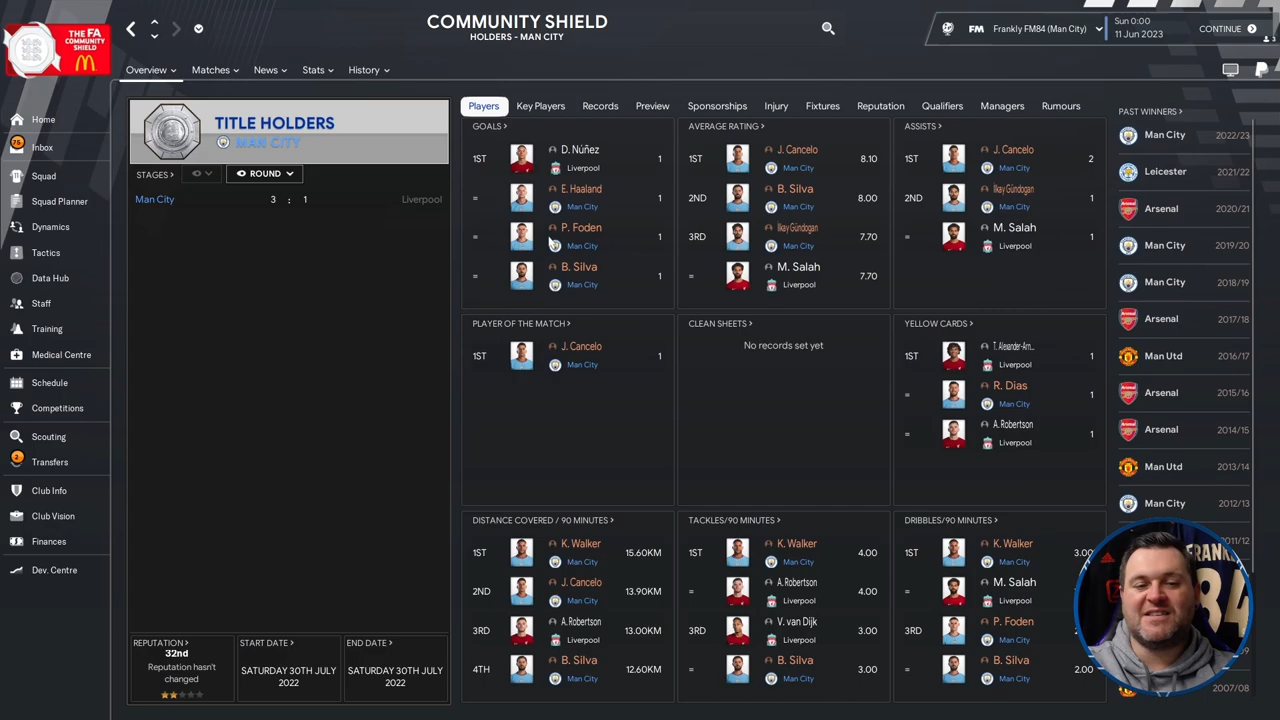 THE FA
COMMUNITY
SHIELD
COMMUNITY SHIELD
HOLDERS - MAN CITY
FM Frankly FM84 (Man City)
Sun 0:00
11 Jun 2023
CONTINUE
3
Overview
Matches
News
Stats
History
Home
75
Inbox
Squad
Squad Planner
Dynamics
Tactics
Data Hub
Staff
Training
Medical Centre
Schedule
Competitions
Scouting
2
Transfers
Club Info
Club Vision
Finances
Dev. Centre
TITLE HOLDERS
MAN CITY
STAGES >
ROUND
Man City 3 : 1 Liverpool
REPUTATION >
32nd
Reputation hasn't
changed
START DATE >
SATURDAY 30TH JULY
2022
END DATE >
SATURDAY 30TH JULY
2022
Players
Key Players
Records
Preview
Sponsorships
Injury
Fixtures
Reputation
Qualifiers
Managers
Rumours
GOALS >
1ST D. Núñez 1
Liverpool
= E. Haaland 1
Man City
= P. Foden 1
Man City
= B. Silva 1
Man City
AVERAGE RATING >
1ST J. Cancelo 8.10
Man City
2ND B. Silva 8.00
Man City
3RD Ilkay Gündogan 7.70
Man City
= M. Salah 7.70
Liverpool
ASSISTS >
1ST J. Cancelo 2
Man City
2ND Ilkay Gündogan 1
Man City
= M. Salah 1
Liverpool
PLAYER OF THE MATCH >
1ST J. Cancelo 1
Man City
CLEAN SHEETS >
No records set yet
YELLOW CARDS >
1ST T. Alexander-Arn... 1
Liverpool
= R. Dias 1
Man City
= A. Robertson 1
Liverpool
DISTANCE COVERED / 90 MINUTES >
1ST K. Walker 15.60KM
Man City
2ND J. Cancelo 13.90KM
Man City
3RD A. Robertson 13.00KM
Liverpool
4TH B. Silva 12.60KM
Man City
TACKLES/90 MINUTES >
1ST K. Walker 4.00
Man City
= A. Robertson 4.00
Liverpool
3RD V. van Dijk 3.00
Liverpool
= B. Silva 3.00
Man City
DRIBBLES/90 MINUTES >
1ST K. Walker 3.00
Man City
= M. Salah
Liverpool
3RD P. Foden
Man City
= B. Silva 2.00
Man City
PAST WINNERS >
Man City 2022/23
Leicester 2021/22
Arsenal 2020/21
Man City 2019/20
Man City 2018/19
Arsenal 2017/18
Man Utd 2016/17
Arsenal 2015/16
Arsenal 2014/15
Man Utd 2013/14
Man City 2012/13
2011/12
2007/08
FRANK
84